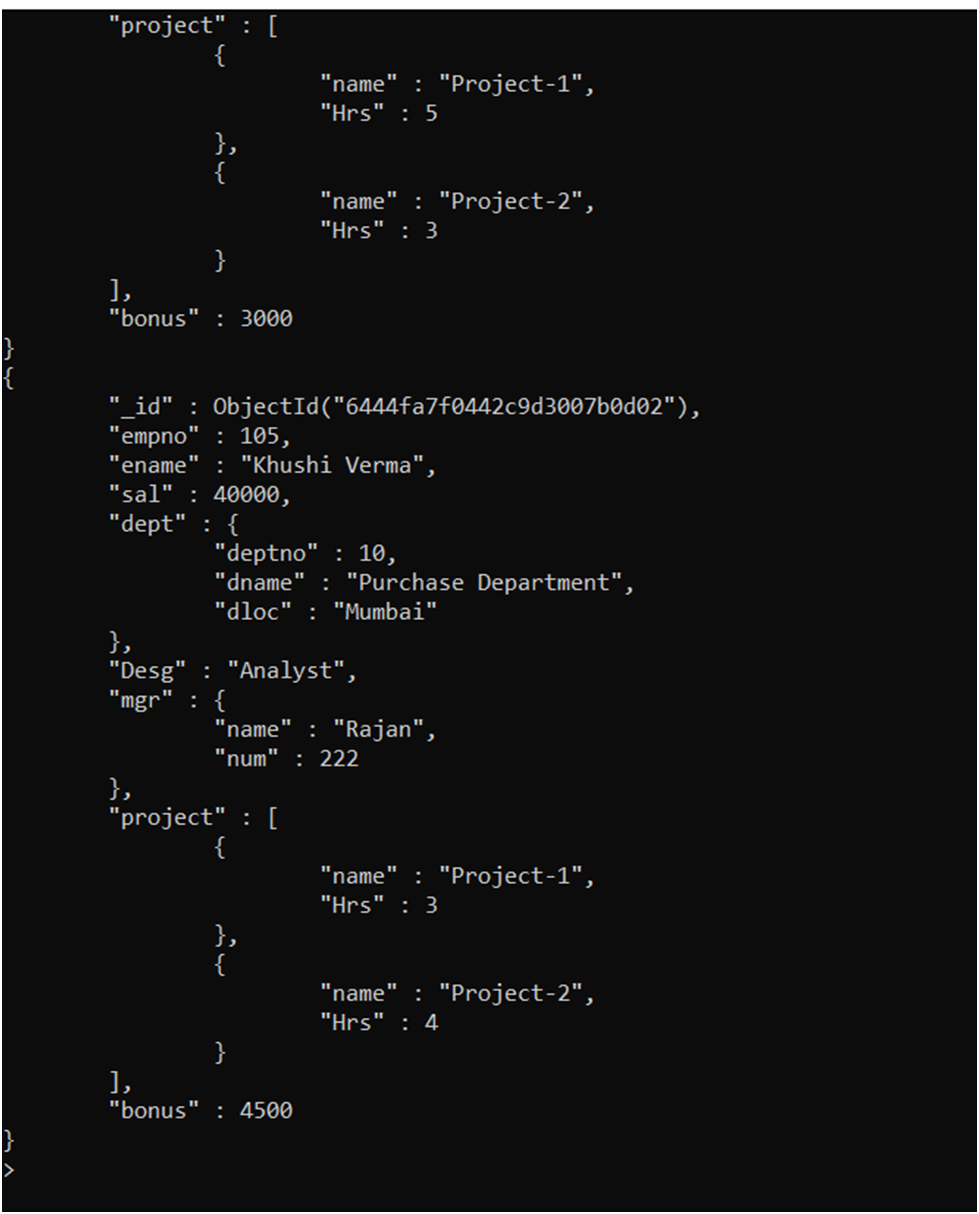 "project" : [
{
"name" : "Project-1",
"Hrs" : 5
},
{
"name" : "Project-2",
"Hrs" : 3
}
],
"bonus" : 3000
}
{
"_id" : ObjectId("6444fa7f0442c9d3007b0d02"),
"empno" : 105,
"ename" : "Khushi Verma",
"sal" : 40000,
"dept" : {
"deptno" : 10,
"dname" : "Purchase Department",
"dloc" : "Mumbai"
},
"Desg" : "Analyst",
"mgr" : {
"name" : "Rajan",
"num" : 222
},
"project" : [
{
"name" : "Project-1",
"Hrs" : 3
},
{
"name" : "Project-2",
"Hrs" : 4
}
],
"bonus" : 4500
}
>